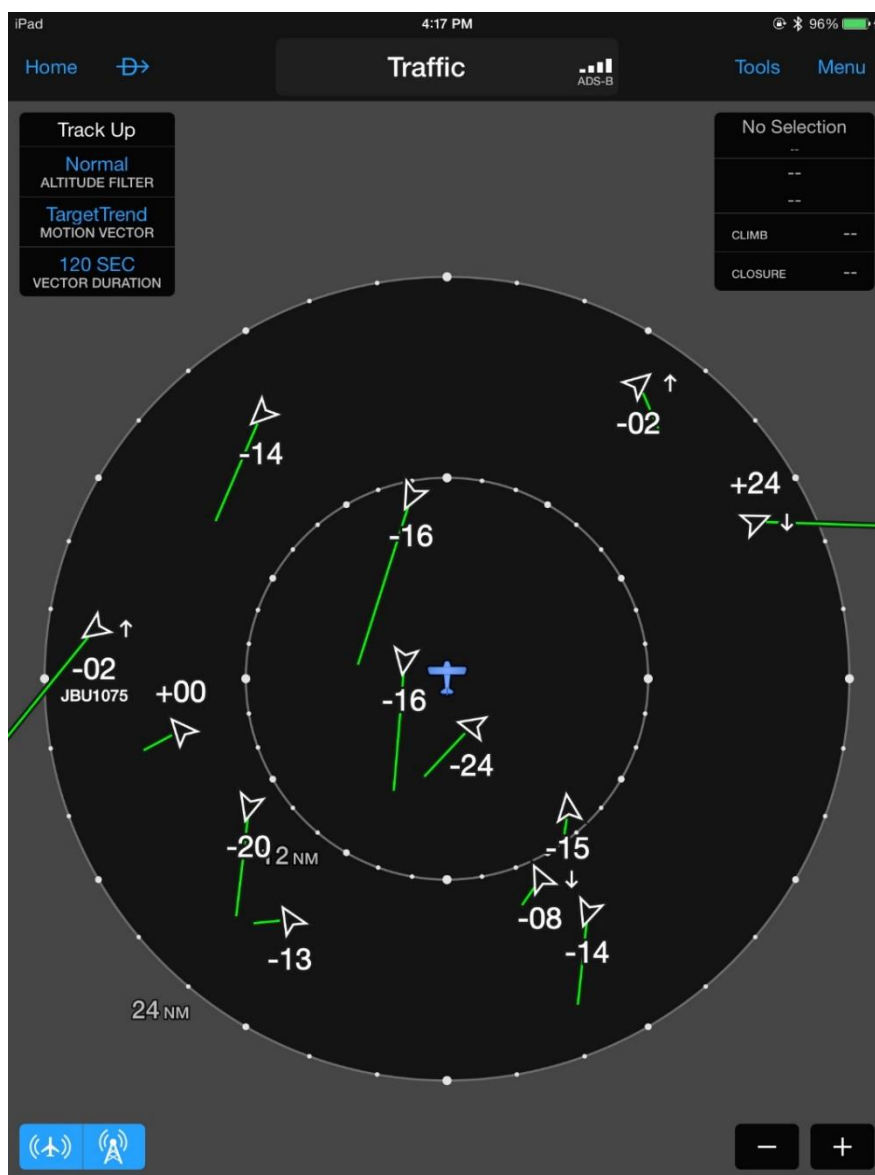 iPad
4:17 PM
96%
Home
D
Traffic
ADS-B
Tools
Menu
Track Up
Normal
ALTITUDE FILTER
TargetTrend
MOTION VECTOR
120 SEC
VECTOR DURATION
No Selection
--
--
--
CLIMB --
CLOSURE --
-02
-14
+24
-16
-02
JBU1075
+00
-16
-24
-20
-15
12 NM
-08
-13
-14
24 NM
− +